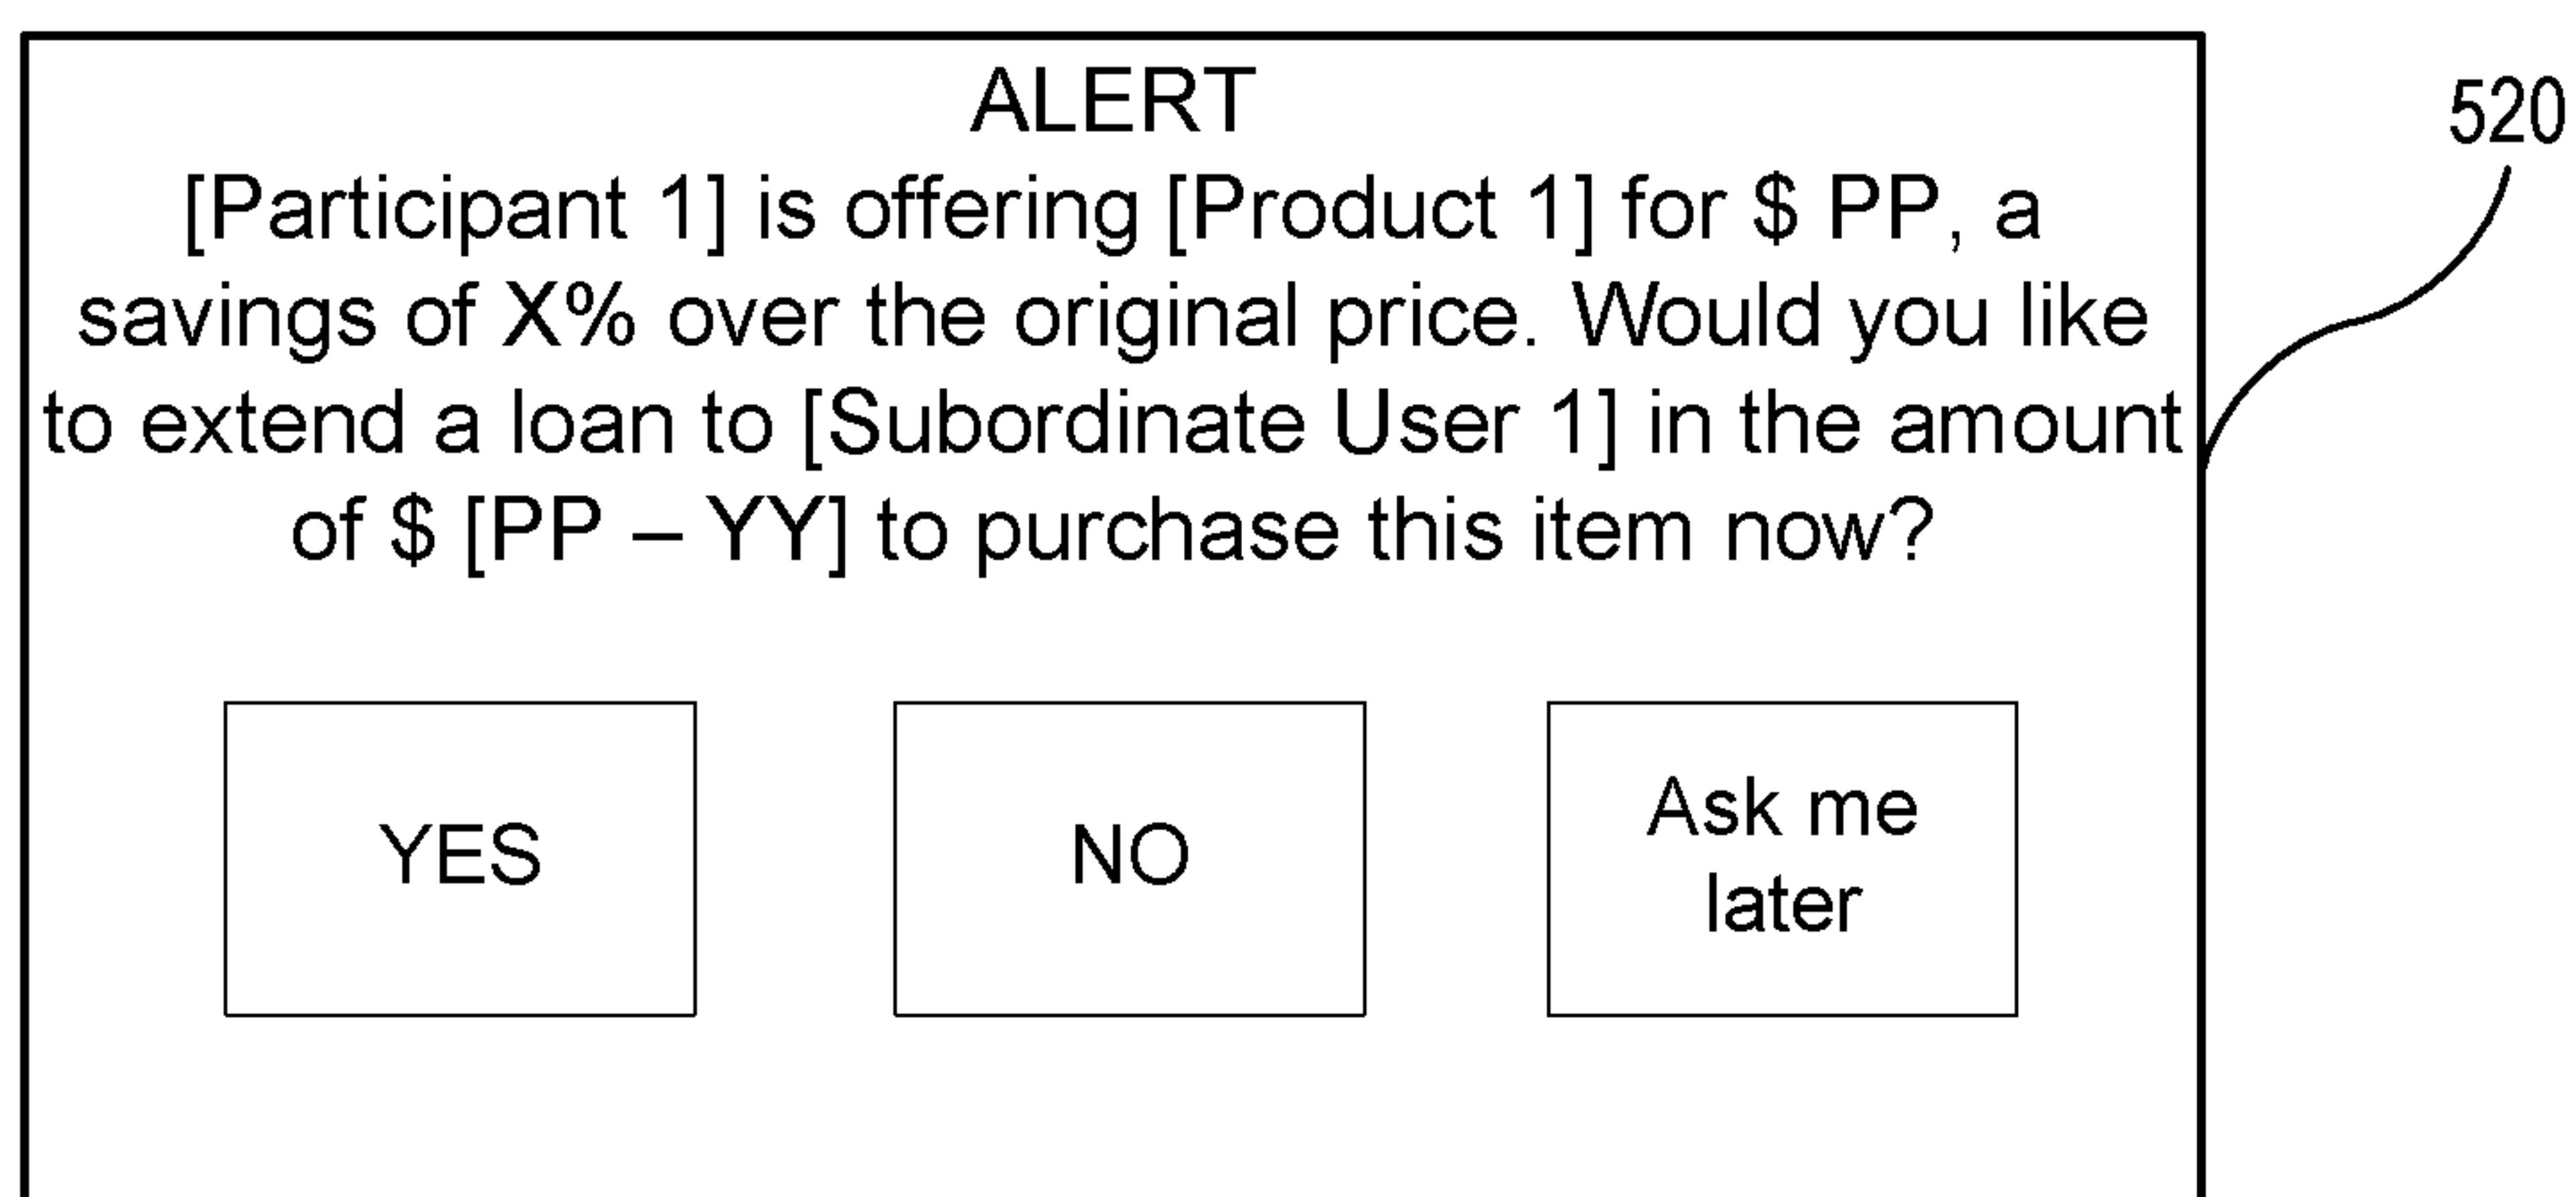 ALERT
520
[Participant 1] is offering [Product 1] for $ PP, a
savings of X% over the original price. Would you like
to extend a loan to [Subordinate User 1] in the amount
of $ [PP – YY] to purchase this item now?
YES
NO
Ask me
later